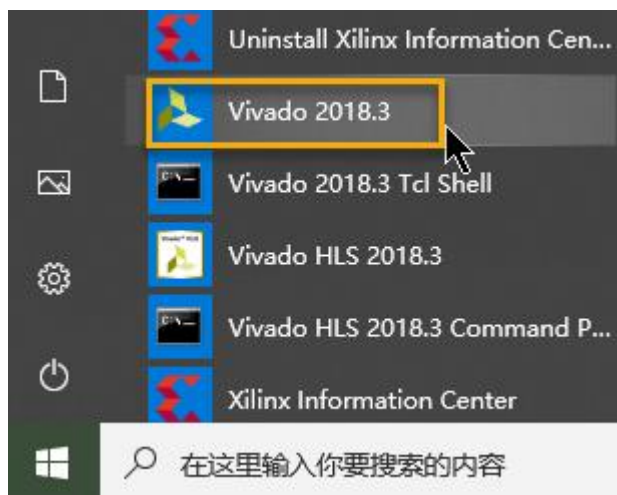 Uninstall Xilinx Information Cen...
Vivado 2018.3
Vivado 2018.3 Tcl Shell
Vivado HLS 2018.3
Vivado HLS 2018.3 Command P...
Xilinx Information Center
在这里输入你要搜索的内容